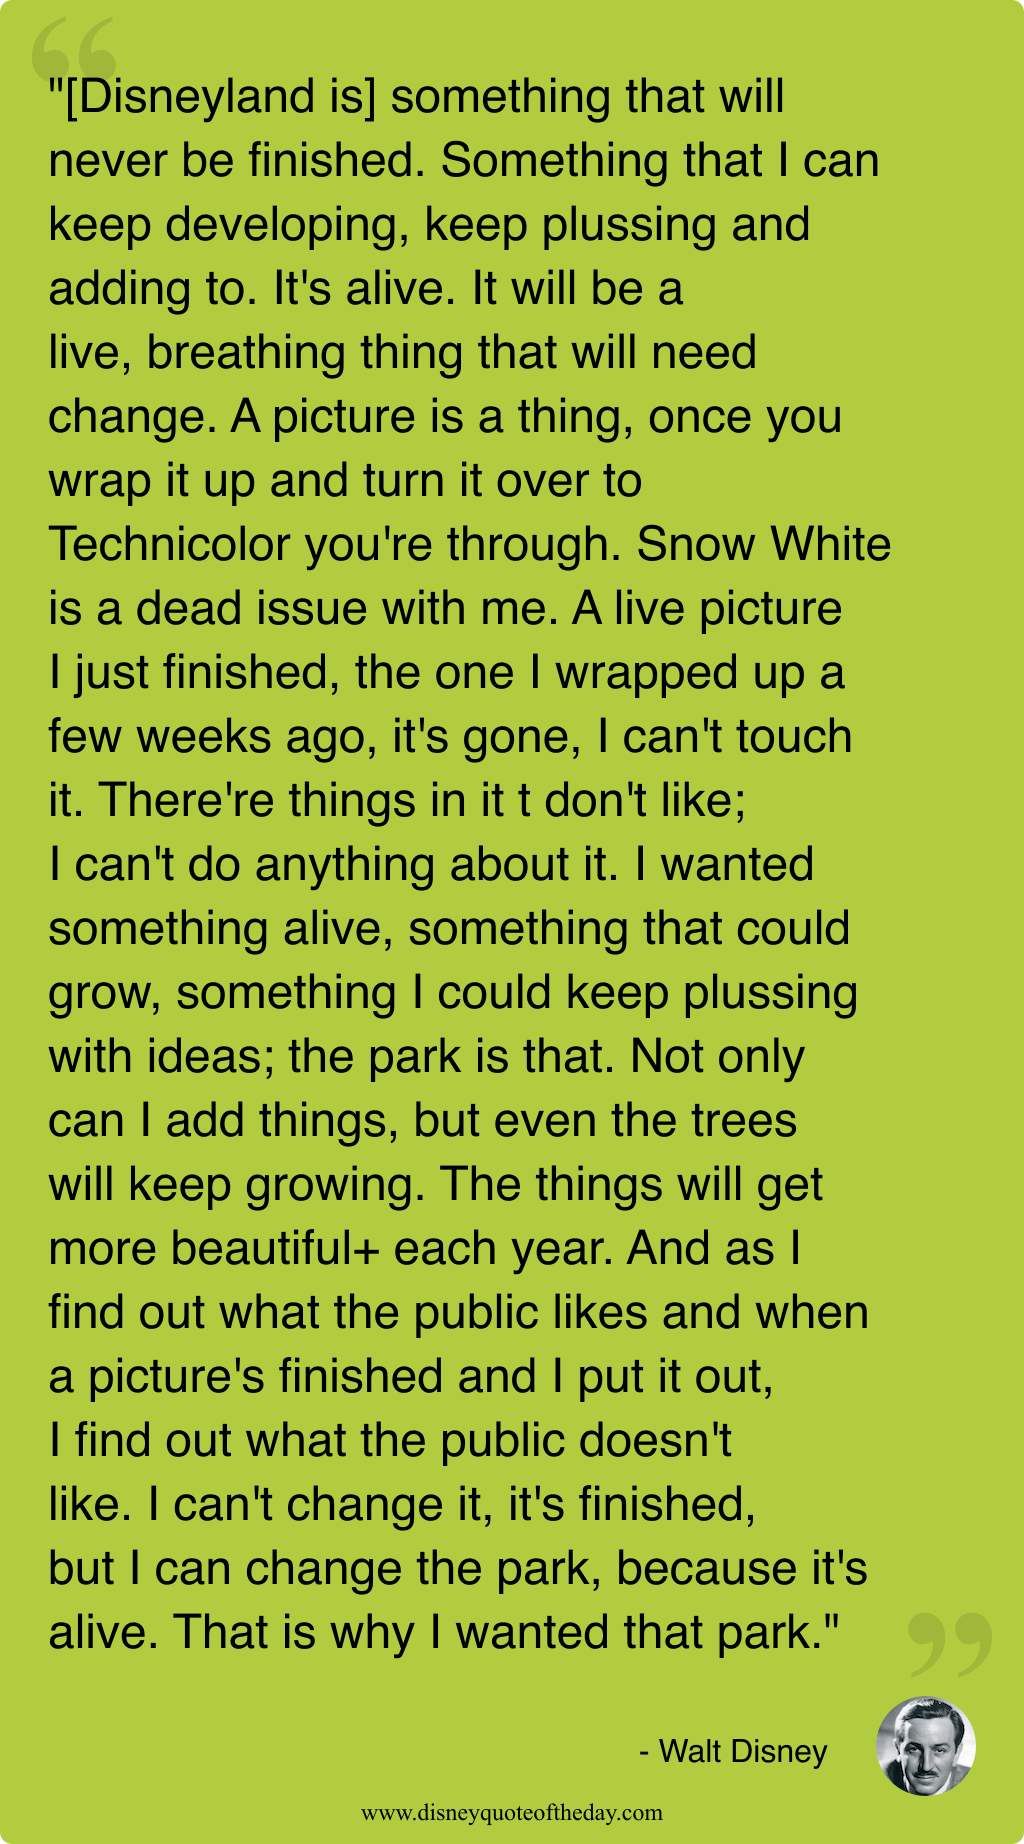 "[Disneyland is] something that will
never be finished. Something that I can
keep developing, keep plussing and
adding to. It's alive. It will be a
live, breathing thing that will need
change. A picture is a thing, once you
wrap it up and turn it over to
Technicolor you're through. Snow White
is a dead issue with me. A live picture
I just finished, the one I wrapped up a
few weeks ago, it's gone, I can't touch
it. There're things in it t don't like;
I can't do anything about it. I wanted
something alive, something that could
grow, something I could keep plussing
with ideas; the park is that. Not only
can I add things, but even the trees
will keep growing. The things will get
more beautiful+ each year. And as I
find out what the public likes and when
a picture's finished and I put it out,
I find out what the public doesn't
like. I can't change it, it's finished,
but I can change the park, because it's
alive. That is why I wanted that park."
- Walt Disney
www.disneyquoteoftheday.com